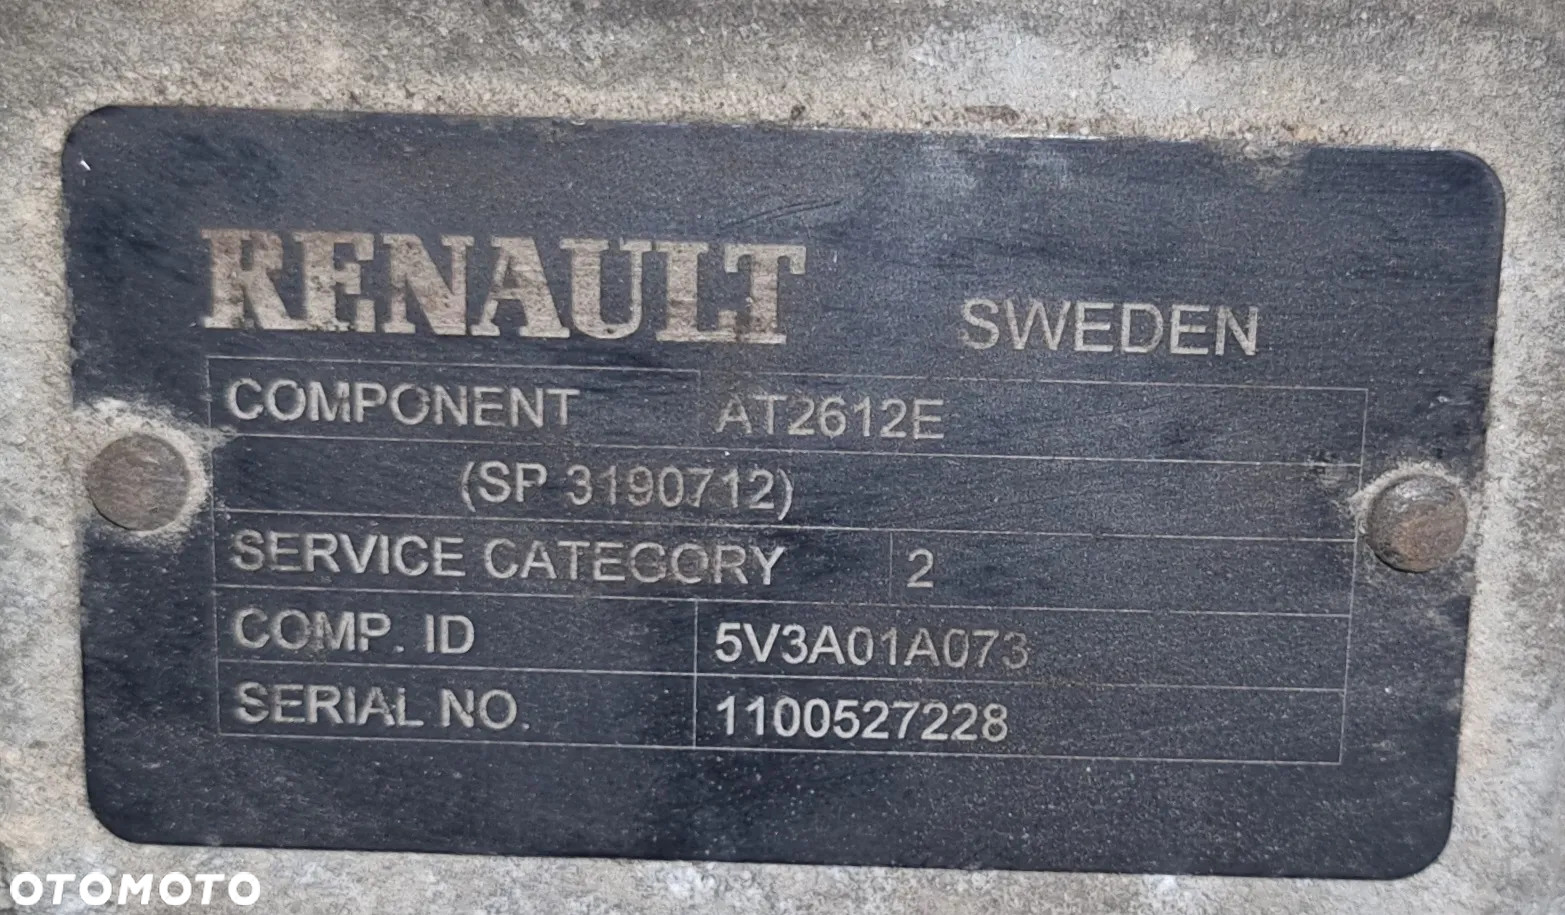 RENAULT SWEDEN
COMPONENT AT2612E
(SP 3190712)
SERVICE CATEGORY 2
COMP. ID 5V3A01A073
SERIAL NO. 1100527228
OTOMOTO